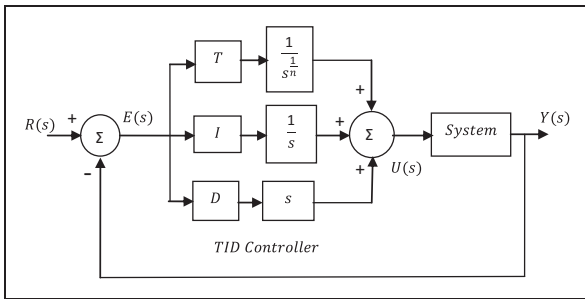 T
1
s^{1/n}
+
R(s)
+
Σ
E(s)
I
1
s
+
Σ
System
Y(s)
-
D
s
+
U(s)
TID Controller